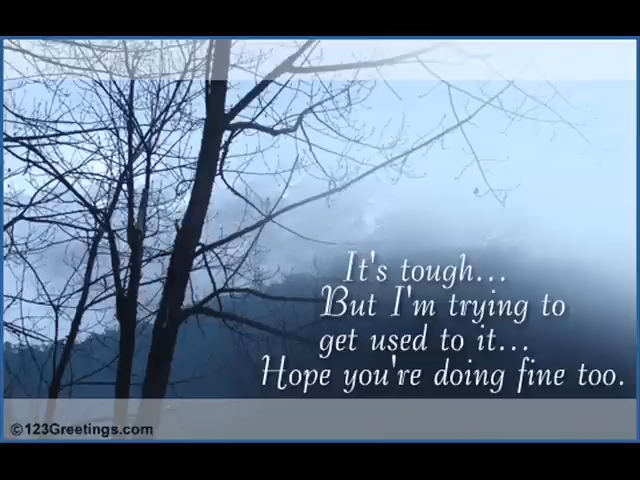 It's tough...
But I'm trying to
get used to it...
Hope you're doing fine too.
©123Greetings.com